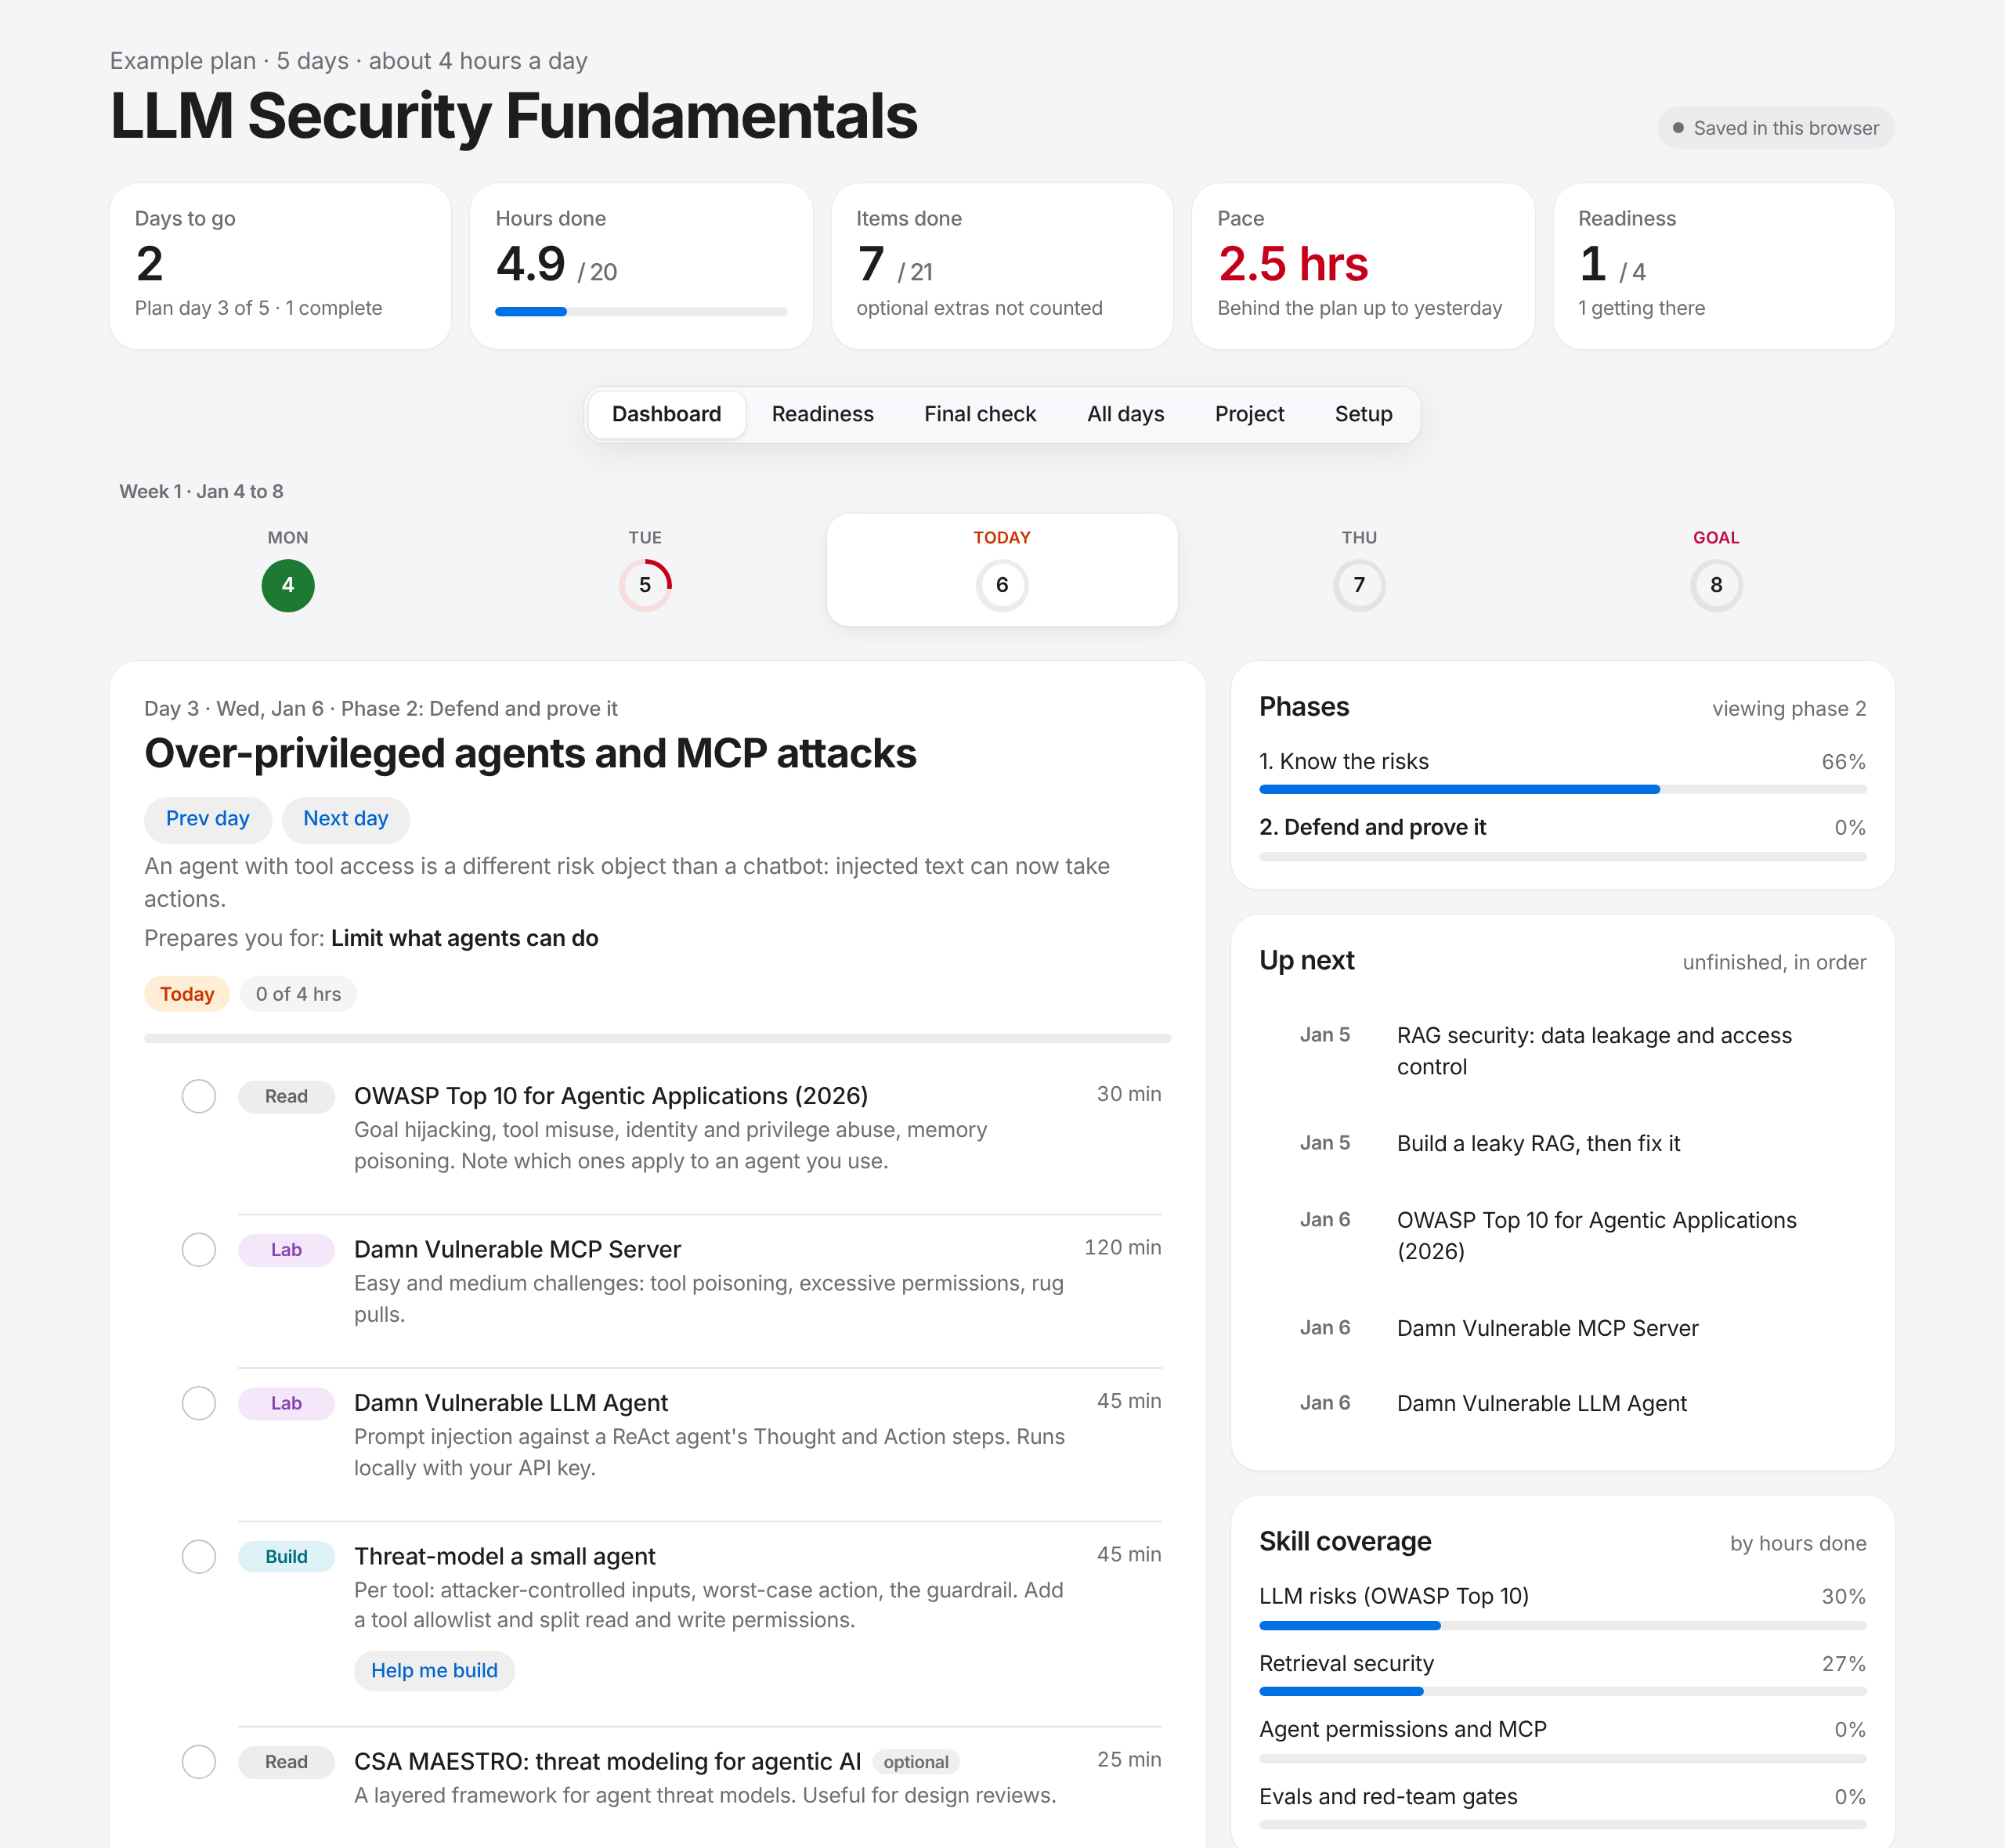 Example plan · 5 days · about 4 hours a day
LLM Security Fundamentals
Saved in this browser
Days to go
2
Plan day 3 of 5 · 1 complete
Hours done
4.9 / 20
Items done
7 / 21
optional extras not counted
Pace
2.5 hrs
Behind the plan up to yesterday
Readiness
1 / 4
1 getting there
Dashboard
Readiness
Final check
All days
Project
Setup
Week 1 · Jan 4 to 8
MON
4
TUE
5
TODAY
6
THU
7
GOAL
8
Day 3 · Wed, Jan 6 · Phase 2: Defend and prove it
Over-privileged agents and MCP attacks
Prev day
Next day
An agent with tool access is a different risk object than a chatbot: injected text can now take
actions.
Prepares you for: Limit what agents can do
Today
0 of 4 hrs
Read
OWASP Top 10 for Agentic Applications (2026)
30 min
Goal hijacking, tool misuse, identity and privilege abuse, memory
poisoning. Note which ones apply to an agent you use.
Lab
Damn Vulnerable MCP Server
120 min
Easy and medium challenges: tool poisoning, excessive permissions, rug
pulls.
Lab
Damn Vulnerable LLM Agent
45 min
Prompt injection against a ReAct agent's Thought and Action steps. Runs
locally with your API key.
Build
Threat-model a small agent
45 min
Per tool: attacker-controlled inputs, worst-case action, the guardrail. Add
a tool allowlist and split read and write permissions.
Help me build
Read
CSA MAESTRO: threat modeling for agentic AI optional
25 min
A layered framework for agent threat models. Useful for design reviews.
Phases
viewing phase 2
1. Know the risks
66%
2. Defend and prove it
0%
Up next
unfinished, in order
Jan 5
RAG security: data leakage and access
control
Jan 5
Build a leaky RAG, then fix it
Jan 6
OWASP Top 10 for Agentic Applications
(2026)
Jan 6
Damn Vulnerable MCP Server
Jan 6
Damn Vulnerable LLM Agent
Skill coverage
by hours done
LLM risks (OWASP Top 10)
30%
Retrieval security
27%
Agent permissions and MCP
0%
Evals and red-team gates
0%